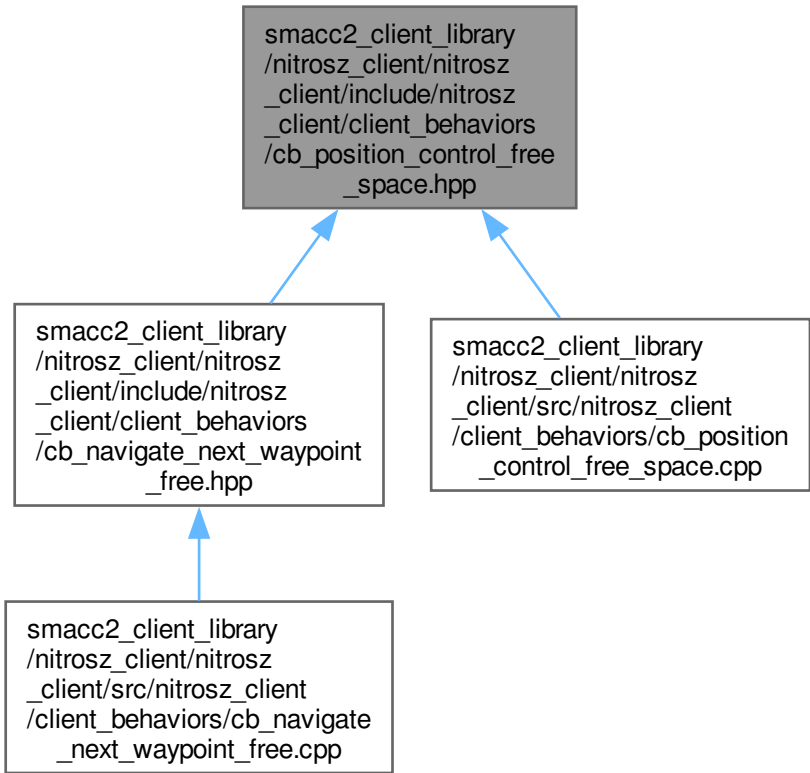 smacc2_client_library
/nitrosz_client/nitrosz
_client/include/nitrosz
_client/client_behaviors
/cb_position_control_free
_space.hpp
smacc2_client_library
/nitrosz_client/nitrosz
_client/include/nitrosz
_client/client_behaviors
/cb_navigate_next_waypoint
_free.hpp
smacc2_client_library
/nitrosz_client/nitrosz
_client/src/nitrosz_client
/client_behaviors/cb_position
_control_free_space.cpp
smacc2_client_library
/nitrosz_client/nitrosz
_client/src/nitrosz_client
/client_behaviors/cb_navigate
_next_waypoint_free.cpp